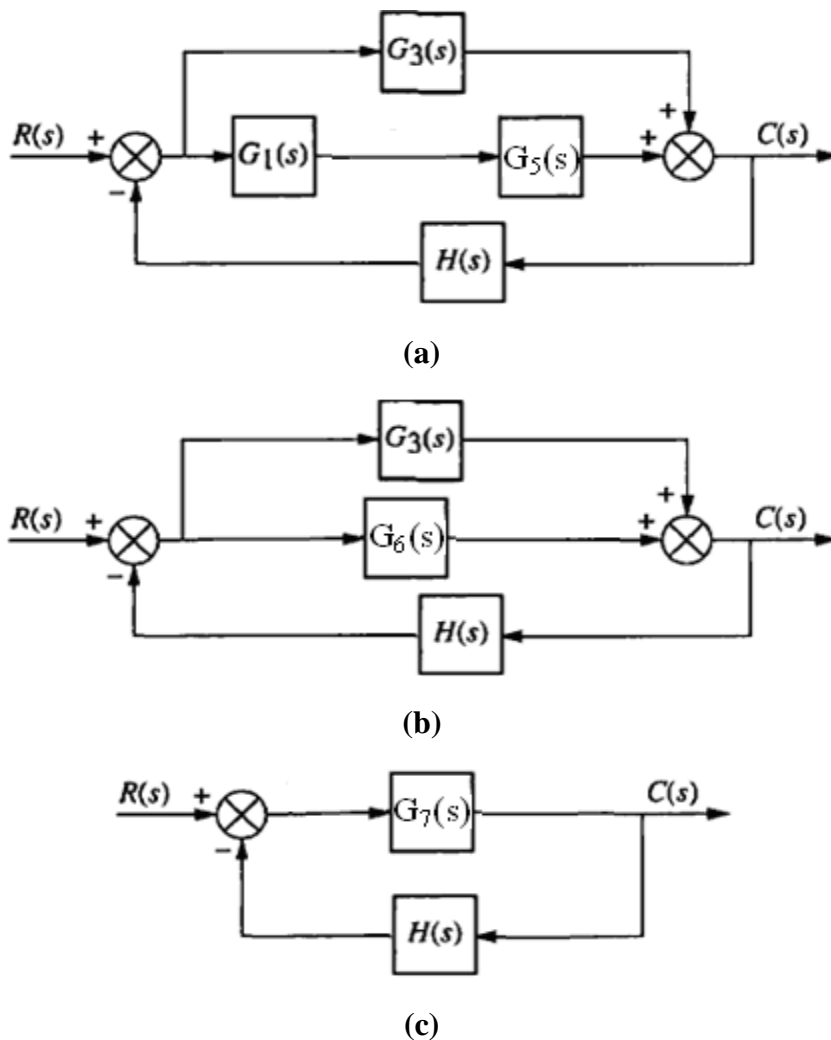 G3(s)
R(s) + + + C(s)
G1(s) G5(s)
−
H(s)
(a)
G3(s)
R(s) + + + C(s)
G6(s)
−
H(s)
(b)
R(s) + G7(s) C(s)
−
H(s)
(c)